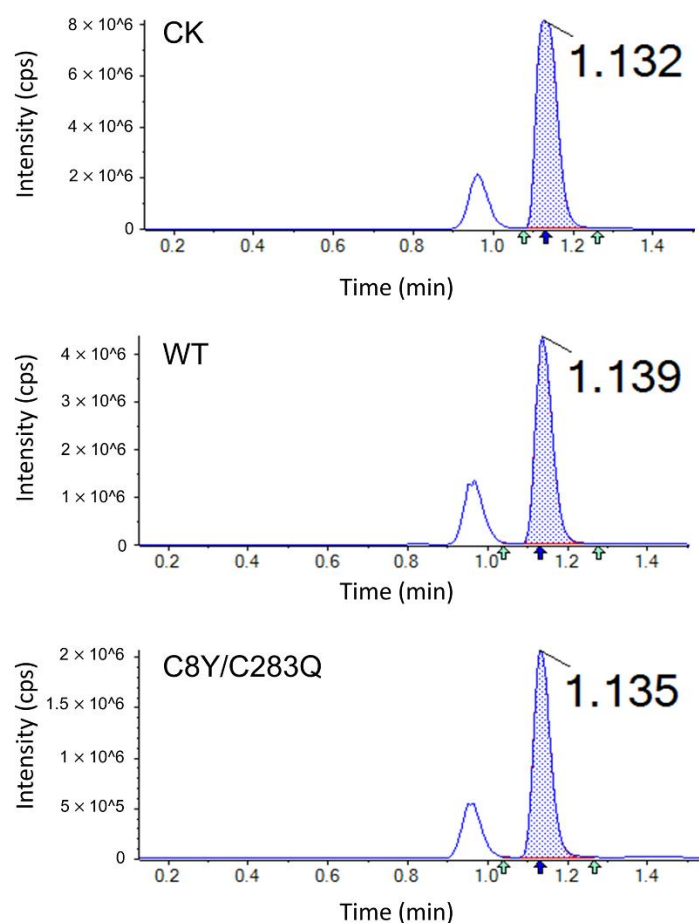 CK
1.132
Intensity (cps)
8 × 10^6
6 × 10^6
4 × 10^6
2 × 10^6
0
0.2 0.4 0.6 0.8 1.0 1.2 1.4
Time (min)
WT
1.139
Intensity (cps)
4 × 10^6
3 × 10^6
2 × 10^6
1 × 10^6
0
0.2 0.4 0.6 0.8 1.0 1.2 1.4
Time (min)
C8Y/C283Q
1.135
Intensity (cps)
2 × 10^6
1.5 × 10^6
1 × 10^6
5 × 10^5
0
0.2 0.4 0.6 0.8 1.0 1.2 1.4
Time (min)